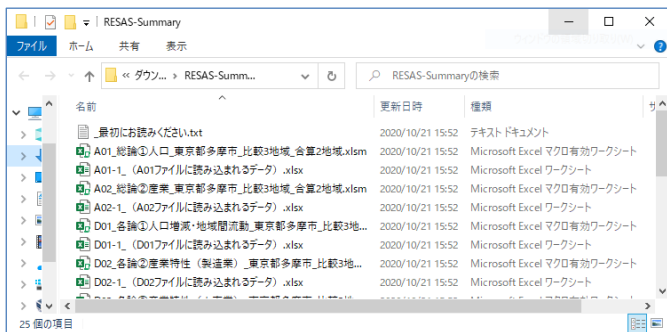 RESAS-Summary
ファイル ホーム 共有 表示
« ダウン... › RESAS-Summ... RESAS-Summaryの検索
名前 更新日時 種類 サイ
_最初にお読みください.txt 2020/10/21 15:52 テキスト ドキュメント
A01_総論①人口_東京都多摩市_比較3地域_合算2地域.xlsm 2020/10/21 15:52 Microsoft Excel マクロ有効ワークシート
A01-1_（A01ファイルに読み込まれるデータ）.xlsx 2020/10/21 15:52 Microsoft Excel ワークシート
A02_総論②産業_東京都多摩市_比較3地域_合算2地域.xlsm 2020/10/21 15:52 Microsoft Excel マクロ有効ワークシート
A02-1_（A02ファイルに読み込まれるデータ）.xlsx 2020/10/21 15:52 Microsoft Excel ワークシート
D01_各論①人口増減・地域間流動_東京都多摩市_比較3地... 2020/10/21 15:52 Microsoft Excel マクロ有効ワークシート
D01-1_（D01ファイルに読み込まれるデータ）.xlsx 2020/10/21 15:52 Microsoft Excel ワークシート
D02_各論②産業特性（製造業）_東京都多摩市_比較3地... 2020/10/21 15:52 Microsoft Excel マクロ有効ワークシート
D02-1_（D02ファイルに読み込まれるデータ）.xlsx 2020/10/21 15:52 Microsoft Excel ワークシート
25 個の項目